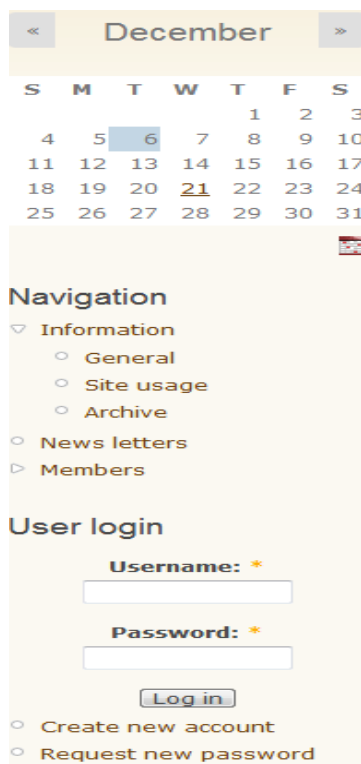 « December »
S M T W T F S
1 2 3
4 5 6 7 8 9 10
11 12 13 14 15 16 17
18 19 20 21 22 23 24
25 26 27 28 29 30 31
Navigation
Information
General
Site usage
Archive
News letters
Members
User login
Username: *
Password: *
Log in
Create new account
Request new password